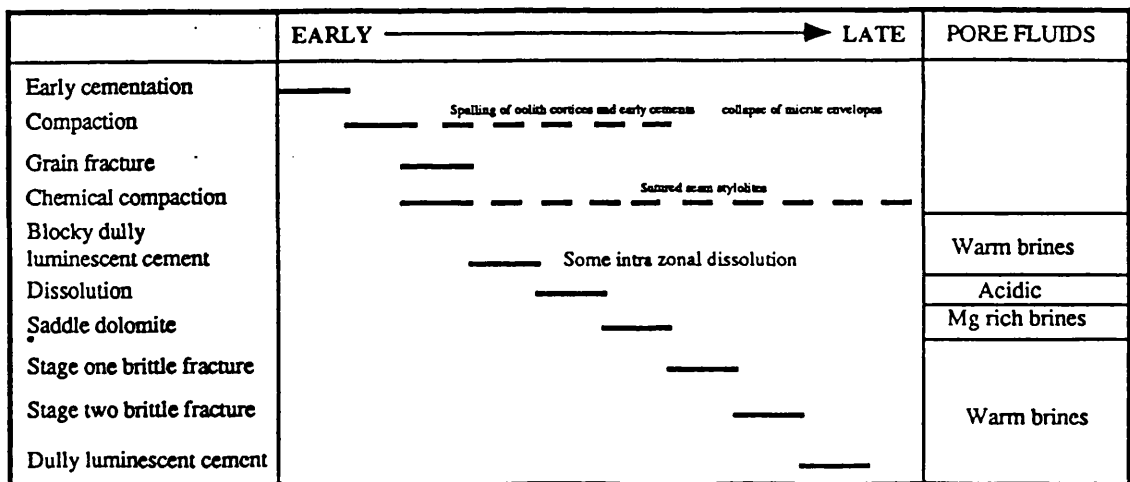 EARLY LATE PORE FLUIDS
Early cementation
Spalling of oolith cortices and early cements collapse of micrite envelopes
Compaction
Grain fracture
Sutured seam stylolites
Chemical compaction
Blocky dully
luminescent cement Some intra zonal dissolution Warm brines
Dissolution Acidic
Saddle dolomite Mg rich brines
Stage one brittle fracture
Stage two brittle fracture Warm brines
Dully luminescent cement